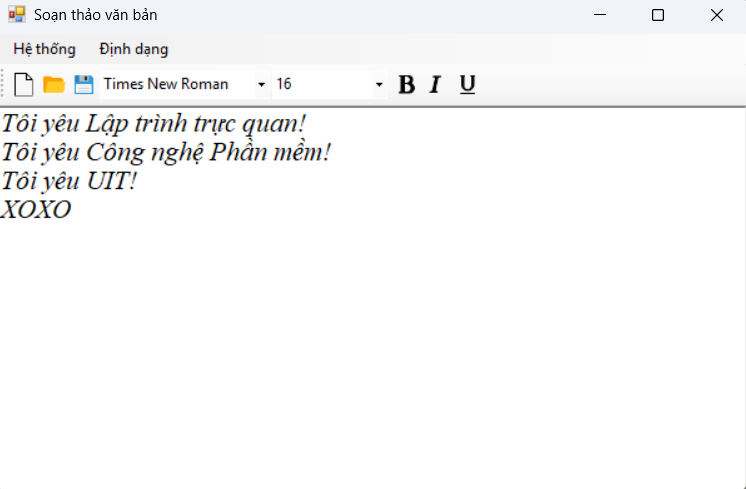 Soạn thảo văn bản
Hệ thống Định dạng
Times New Roman 16 B I U
Tôi yêu Lập trình trực quan!
Tôi yêu Công nghệ Phần mềm!
Tôi yêu UIT!
XOXO